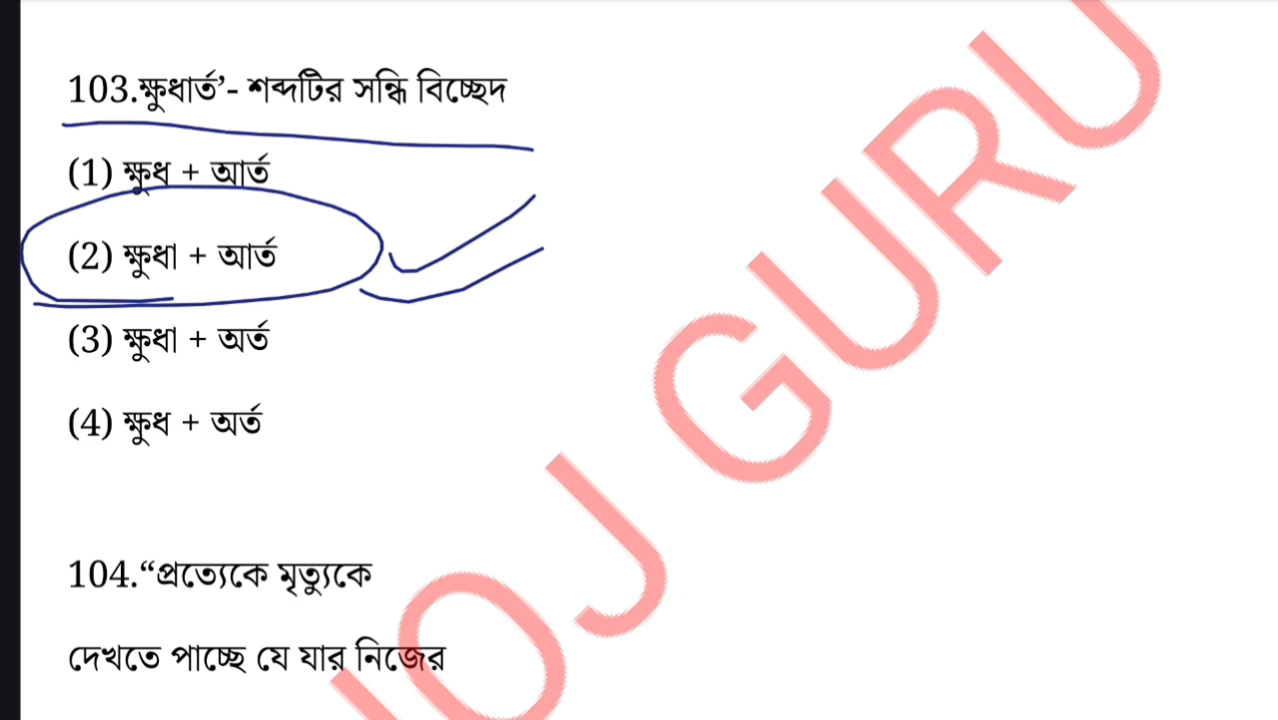 103.ক্ষুধার্ত’- শব্দটির সন্ধি বিচ্ছেদ
(1) ক্ষুধ + আর্ত
(2) ক্ষুধা + আর্ত
(3) ক্ষুধা + অর্ত
(4) ক্ষুধ + অর্ত
104.“প্রত্যেকে মৃত্যুকে
দেখতে পাচ্ছে যে যার নিজের
OJ GURU